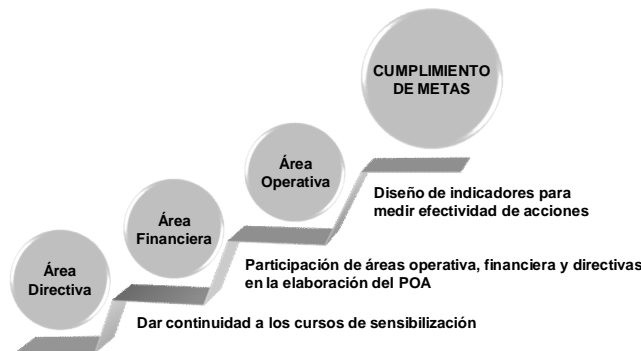 CUMPLIMIENTO
DE METAS
Área
Operativa
Diseño de indicadores para
medir efectividad de acciones
Área
Financiera
Participación de áreas operativa, financiera y directivas
en la elaboración del POA
Área
Directiva
Dar continuidad a los cursos de sensibilización